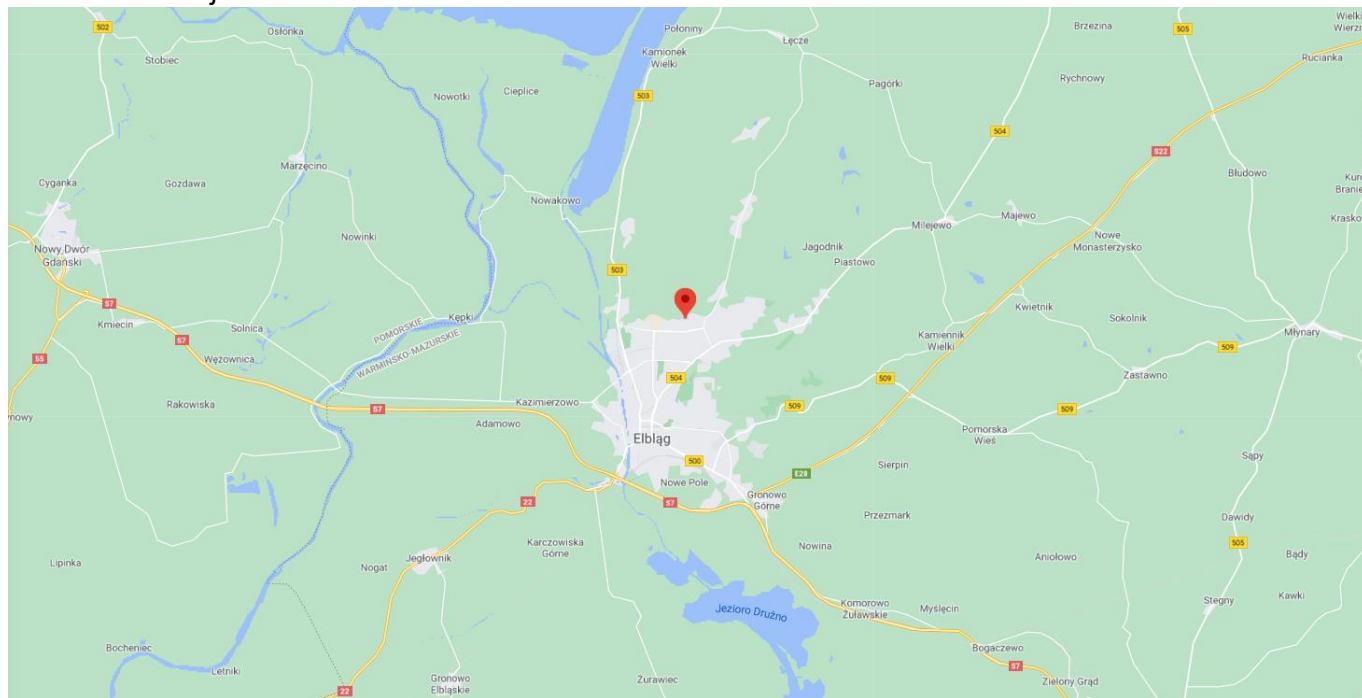 502
Osłonka
Połoniny
Łęcze
Brzezina
505
Stobiec
Kamionek
Wielki
Rucianka
Nowotki
Cieplice
503
Pagórki
Rychnowy
504
S22
Marzęcino
Cyganka
Gozdawa
Nowakowo
Błudowo
Milejewo
Majewo
Nowy Dwór
Gdański
Nowinki
Jagodnik
Piastowo
Nowe
Monasterzysko
503
S7
Kmiecin
Solnica
S7
Kępki
POMORSKIE
WARMIŃSKO-MAZURSKIE
Kwietnik
Sokolnik
Młynary
Kamiennik
Wielki
509
S5
Wężownica
504
509
Zastawno
Rakowiska
S7
Kazimierzowo
Adamowo
509
509
Elbląg
Pomorska
Wieś
500
Sierpin
Sąpy
E28
Nowe Pole
22
S7
Gronowo
Górne
Przezmark
Dawidy
505
Karczowiska
Górne
Nowina
Aniołowo
Bądy
Lipinka
Nogat
Jegłownik
Jezioro Drużno
Komorowo
Żuławskie
Myślęcin
Stegny
Kawki
Bocheniec
Letniki
Bogaczewo
S7
22
Gronowo
Elbląskie
Żurawiec
Zielony Grąd